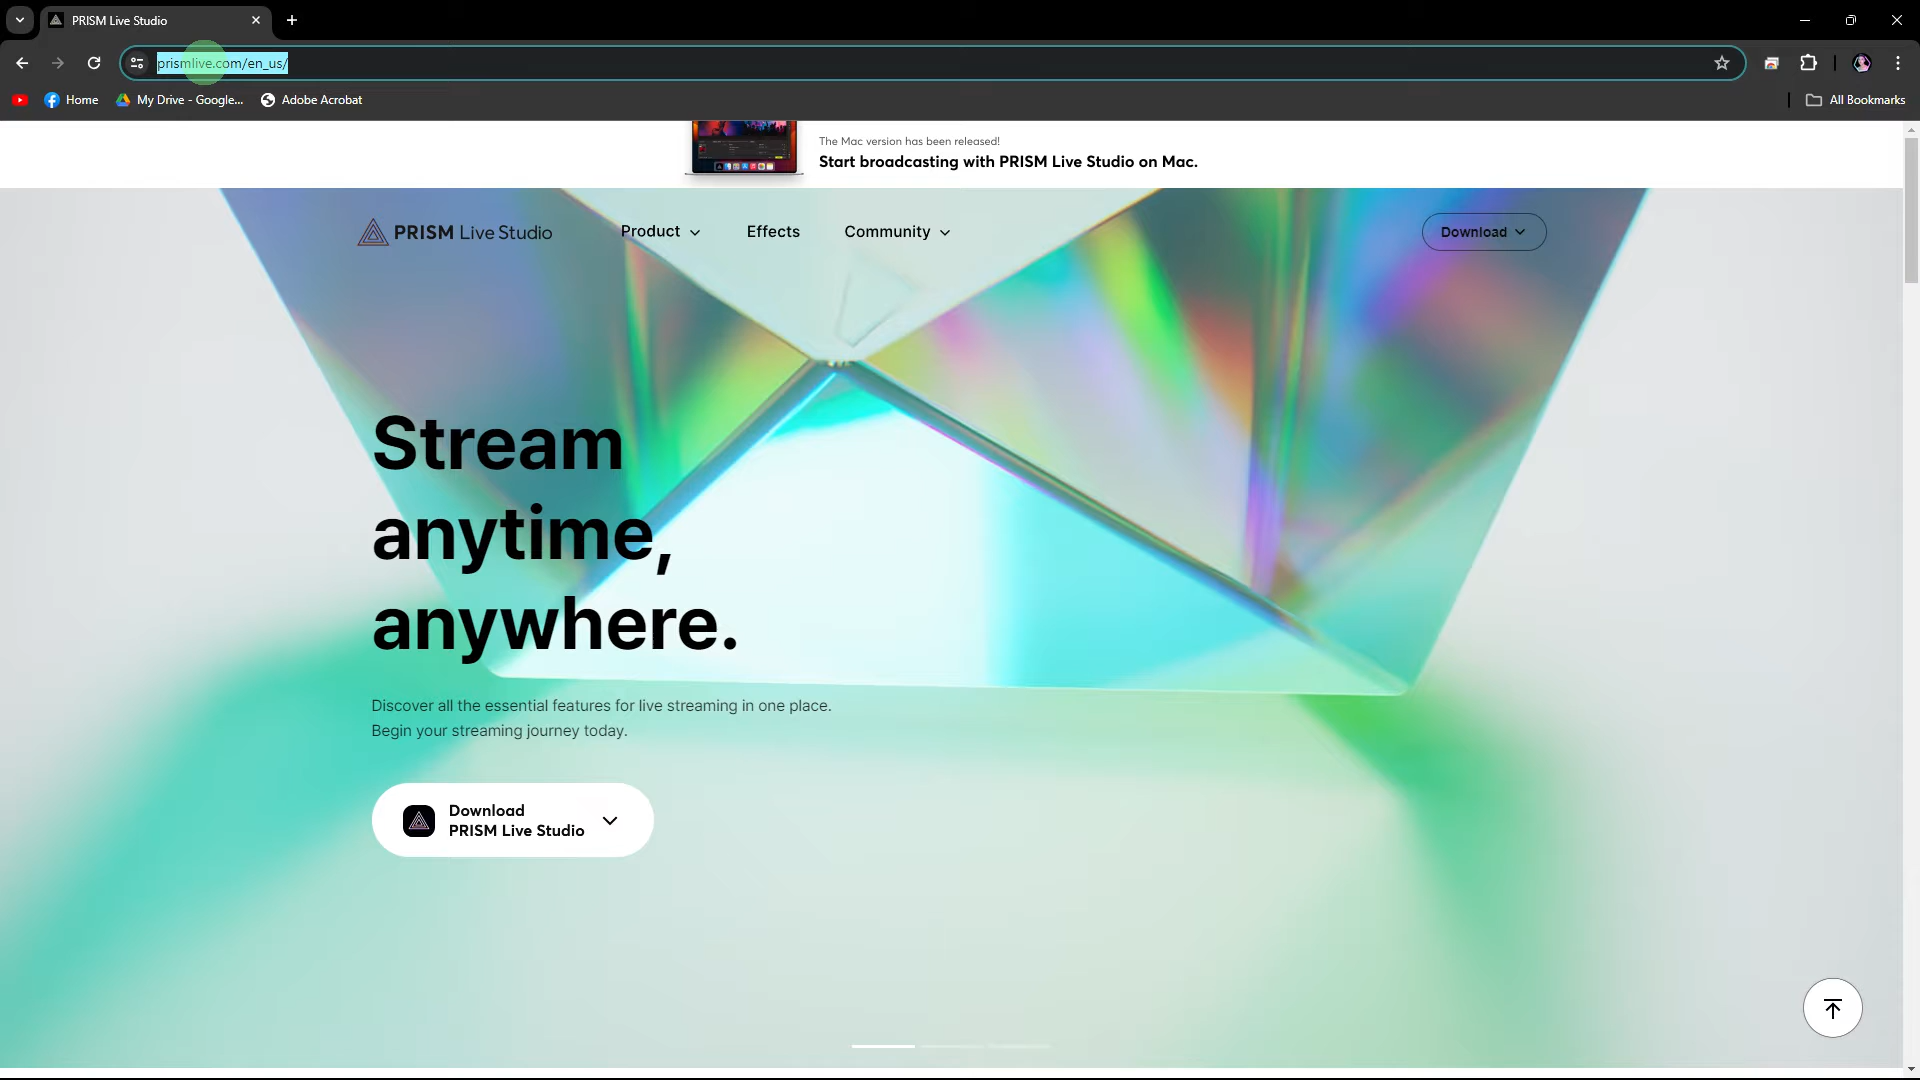 PRISM Live Studio
prismlive.com/en_us/
Home
My Drive - Google...
Adobe Acrobat
All Bookmarks
The Mac version has been released!
Start broadcasting with PRISM Live Studio on Mac.
PRISM Live Studio
Product
Effects
Community
Download
Stream
anytime,
anywhere.
Discover all the essential features for live streaming in one place.
Begin your streaming journey today.
Download
PRISM Live Studio